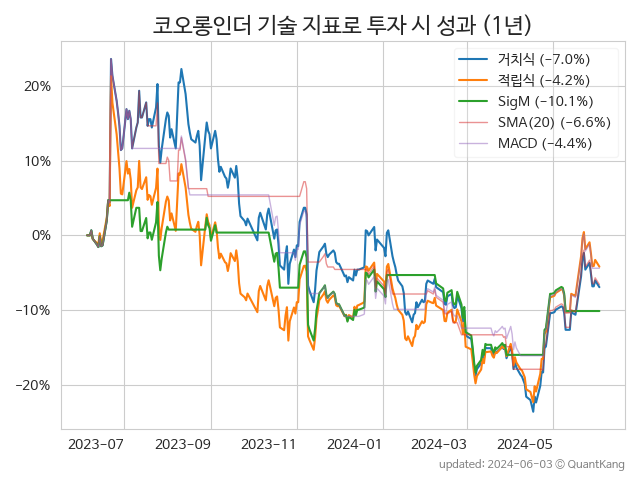 코오롱인더 기술 지표로 투자 시 성과 (1년)
거치식 (−7.0%)
적립식 (−4.2%)
SigM (−10.1%)
SMA(20) (−6.6%)
MACD (−4.4%)
20%
10%
0%
−10%
−20%
2023-07 2023-09 2023-11 2024-01 2024-03 2024-05
updated: 2024-06-03 ⓒ QuantKang